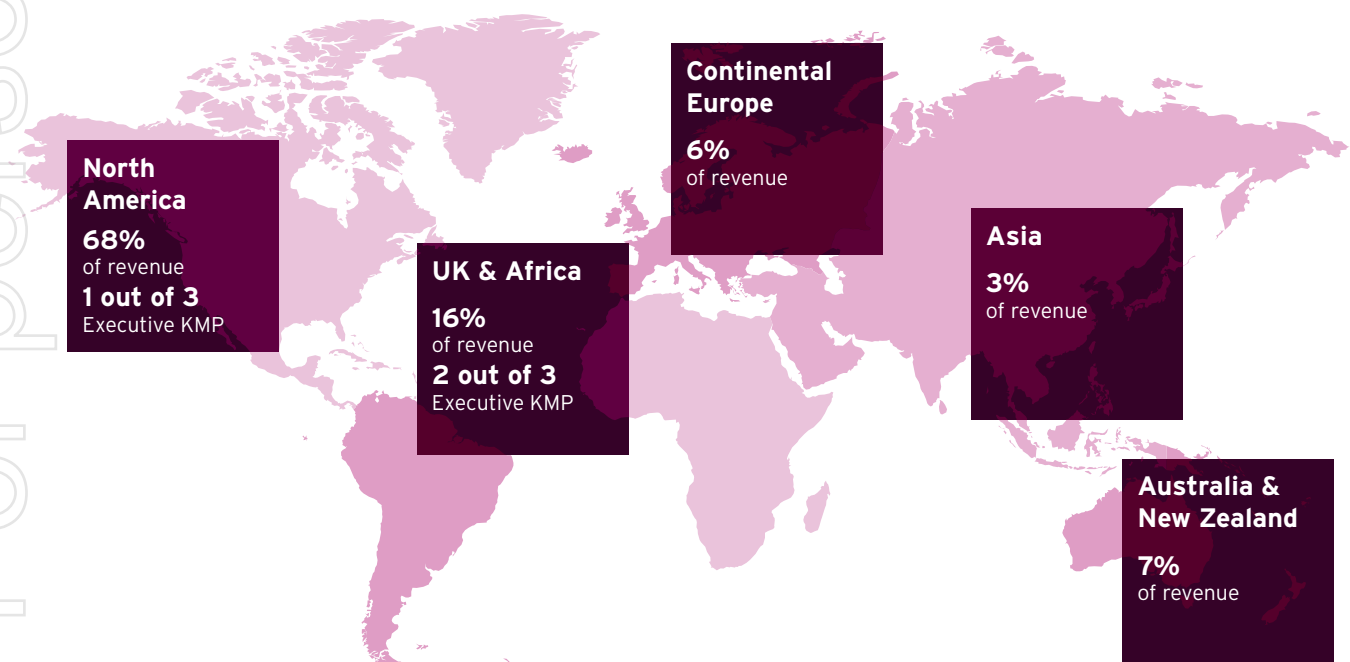 North
America
68%
of revenue
1 out of 3
Executive KMP
UK & Africa
16%
of revenue
2 out of 3
Executive KMP
Continental
Europe
6%
of revenue
Asia
3%
of revenue
Australia &
New Zealand
7%
of revenue